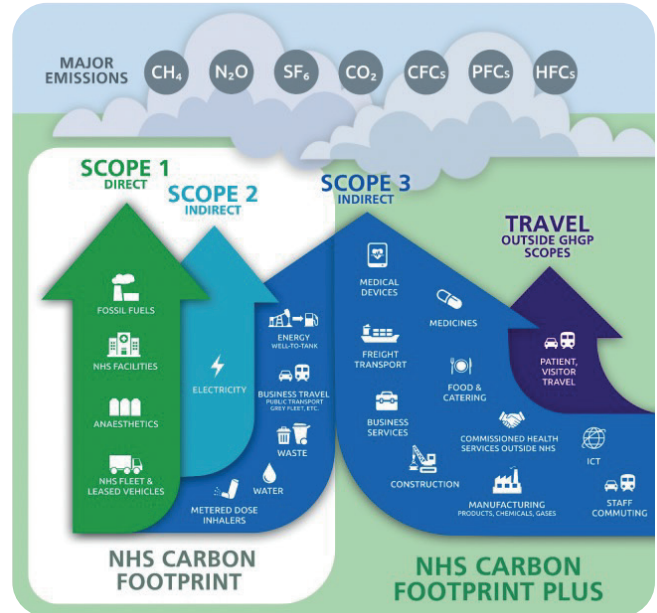 MAJOR
EMISSIONS
CH₄
N₂O
SF₆
CO₂
CFCs
PFCs
HFCs
SCOPE 1
DIRECT
FOSSIL FUELS
NHS FACILITIES
ANAESTHETICS
NHS FLEET &
LEASED VEHICLES
SCOPE 2
INDIRECT
ELECTRICITY
SCOPE 3
INDIRECT
ENERGY
WELL-TO-TANK
BUSINESS TRAVEL
PUBLIC TRANSPORT
GREY FLEET, ETC.
WASTE
WATER
METERED DOSE
INHALERS
MEDICAL
DEVICES
MEDICINES
FREIGHT
TRANSPORT
FOOD &
CATERING
BUSINESS
SERVICES
COMMISSIONED HEALTH
SERVICES OUTSIDE NHS
ICT
CONSTRUCTION
MANUFACTURING
PRODUCTS, CHEMICALS, GASES
STAFF
COMMUTING
TRAVEL
OUTSIDE GHGP
SCOPES
PATIENT,
VISITOR
TRAVEL
NHS CARBON
FOOTPRINT
NHS CARBON
FOOTPRINT PLUS